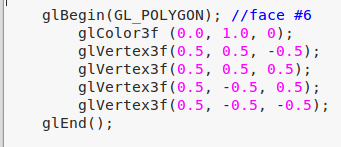 glBegin(GL_POLYGON); //face #6
glColor3f (0.0, 1.0, 0);
glVertex3f(0.5, 0.5, -0.5);
glVertex3f(0.5, 0.5, 0.5);
glVertex3f(0.5, -0.5, 0.5);
glVertex3f(0.5, -0.5, -0.5);
glEnd();